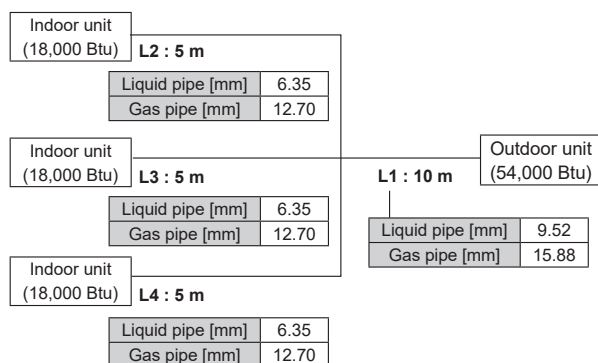 Indoor unit
(18,000 Btu)
L2 : 5 m
Liquid pipe [mm] 6.35
Gas pipe [mm] 12.70
Indoor unit
(18,000 Btu)
L3 : 5 m
Liquid pipe [mm] 6.35
Gas pipe [mm] 12.70
Indoor unit
(18,000 Btu)
L4 : 5 m
Liquid pipe [mm] 6.35
Gas pipe [mm] 12.70
Outdoor unit
(54,000 Btu)
L1 : 10 m
Liquid pipe [mm] 9.52
Gas pipe [mm] 15.88